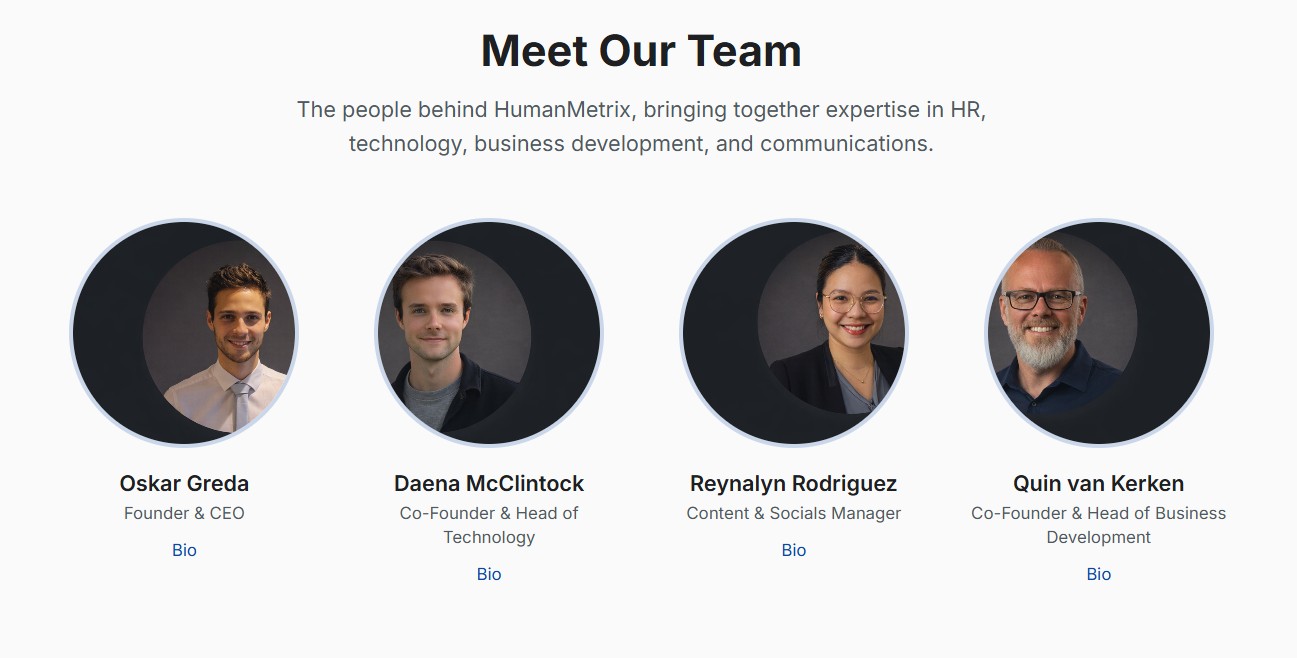 Meet Our Team
The people behind HumanMetrix, bringing together expertise in HR,
technology, business development, and communications.
Oskar Greda
Founder & CEO
Bio
Daena McClintock
Co-Founder & Head of
Technology
Bio
Reynalyn Rodriguez
Content & Socials Manager
Bio
Quin van Kerken
Co-Founder & Head of Business
Development
Bio